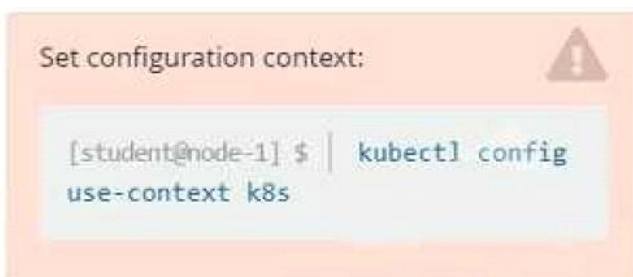 Set configuration context:
[student@node-1] $ | kubectl config
use-context k8s